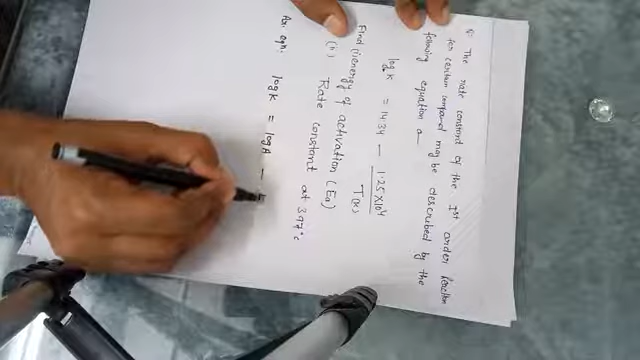 Q: The rate constant of the 1st order reaction
for certain compound may be described by the
following equation a—
log K = 14.34 — 1.25×10⁴
T(K)
Find (i) energy of activation (Ea)
(ii) Rate constant at 397°C
Arr. eqn: log K = log A —